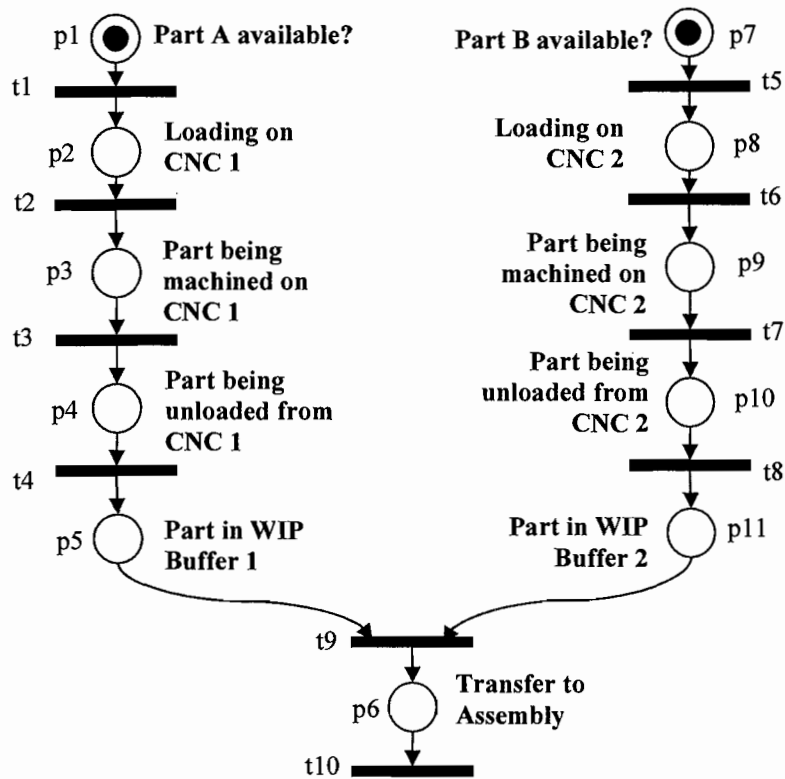 p1
Part A available?
Part B available?
p7
t1
t5
p2
Loading on
CNC 1
Loading on
CNC 2
p8
t2
t6
p3
Part being
machined on
CNC 1
Part being
machined on
CNC 2
p9
t3
t7
p4
Part being
unloaded from
CNC 1
Part being
unloaded from
CNC 2
p10
t4
t8
p5
Part in WIP
Buffer 1
Part in WIP
Buffer 2
p11
t9
p6
Transfer to
Assembly
t10